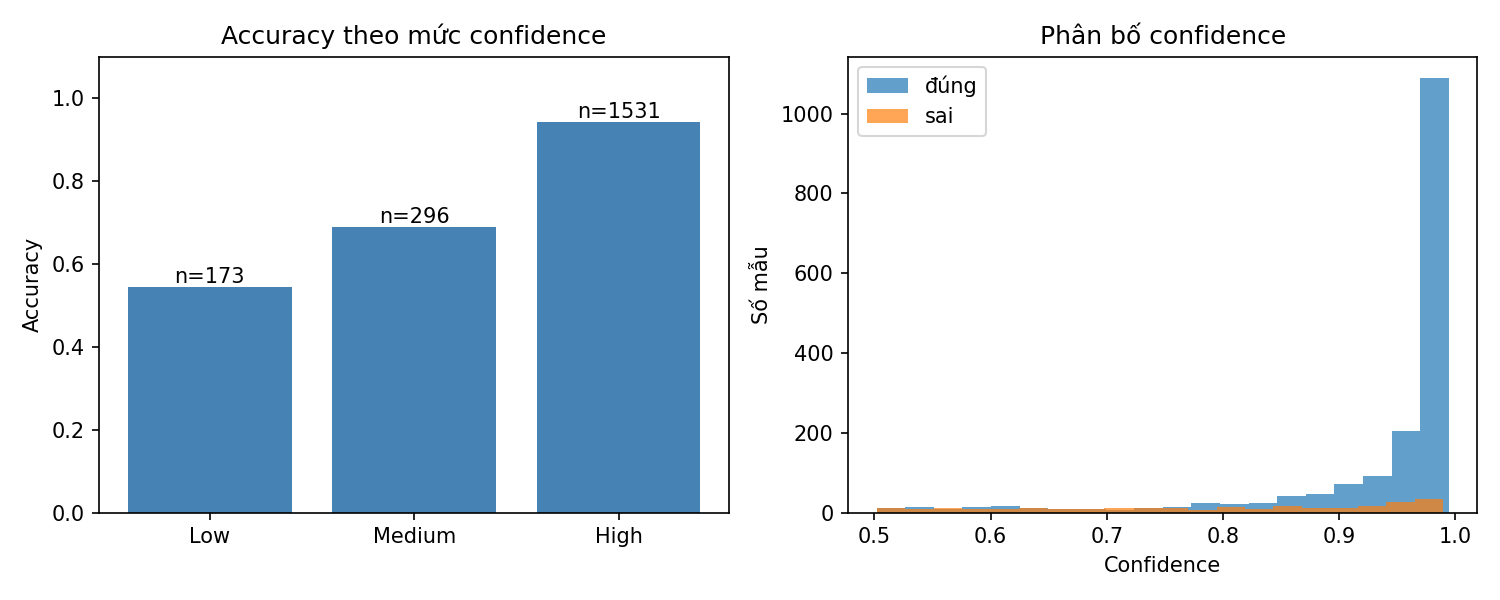 Accuracy theo mức confidence
Accuracy
1.0
0.8
0.6
0.4
0.2
0.0
n=173
n=296
n=1531
Low
Medium
High
Phân bố confidence
đúng
sai
Số mẫu
1000
800
600
400
200
0
0.5
0.6
0.7
0.8
0.9
1.0
Confidence